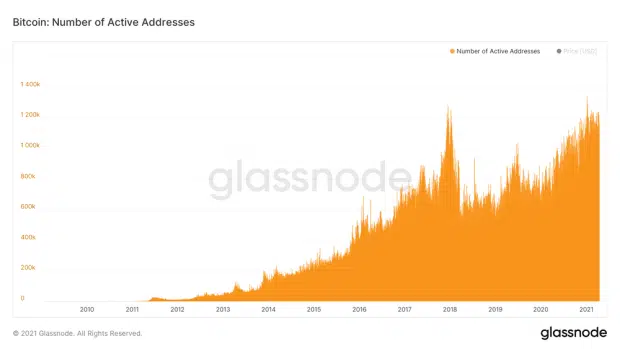 Bitcoin: Number of Active Addresses
Number of Active Addresses Price [USD]
1 400k
1 200k
1 000k
800k
600k
400k
200k
0
glassnode
2010 2011 2012 2013 2014 2015 2016 2017 2018 2019 2020 2021
© 2021 Glassnode. All Rights Reserved.
glassnode